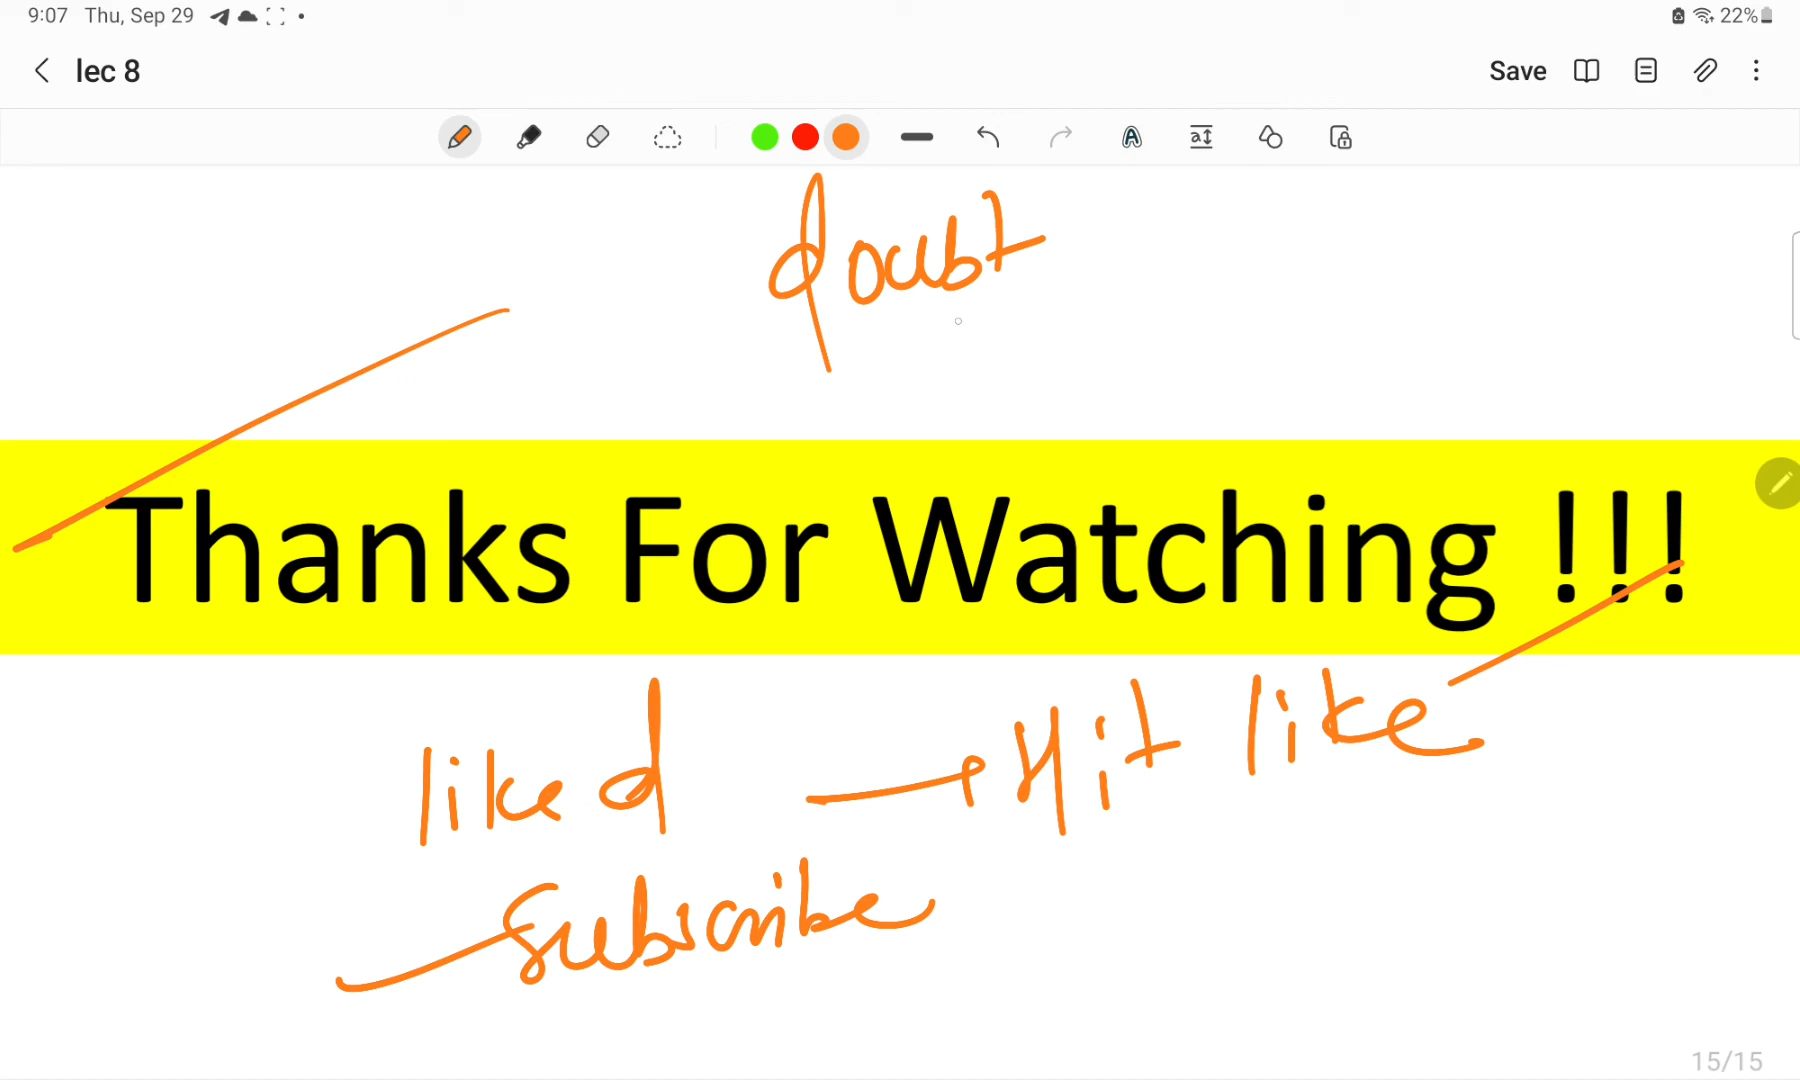 9:07 Thu, Sep 29 22%
lec 8 Save
doubt
Thanks For Watching !!!
liked Hit like
Subscribe
15/15